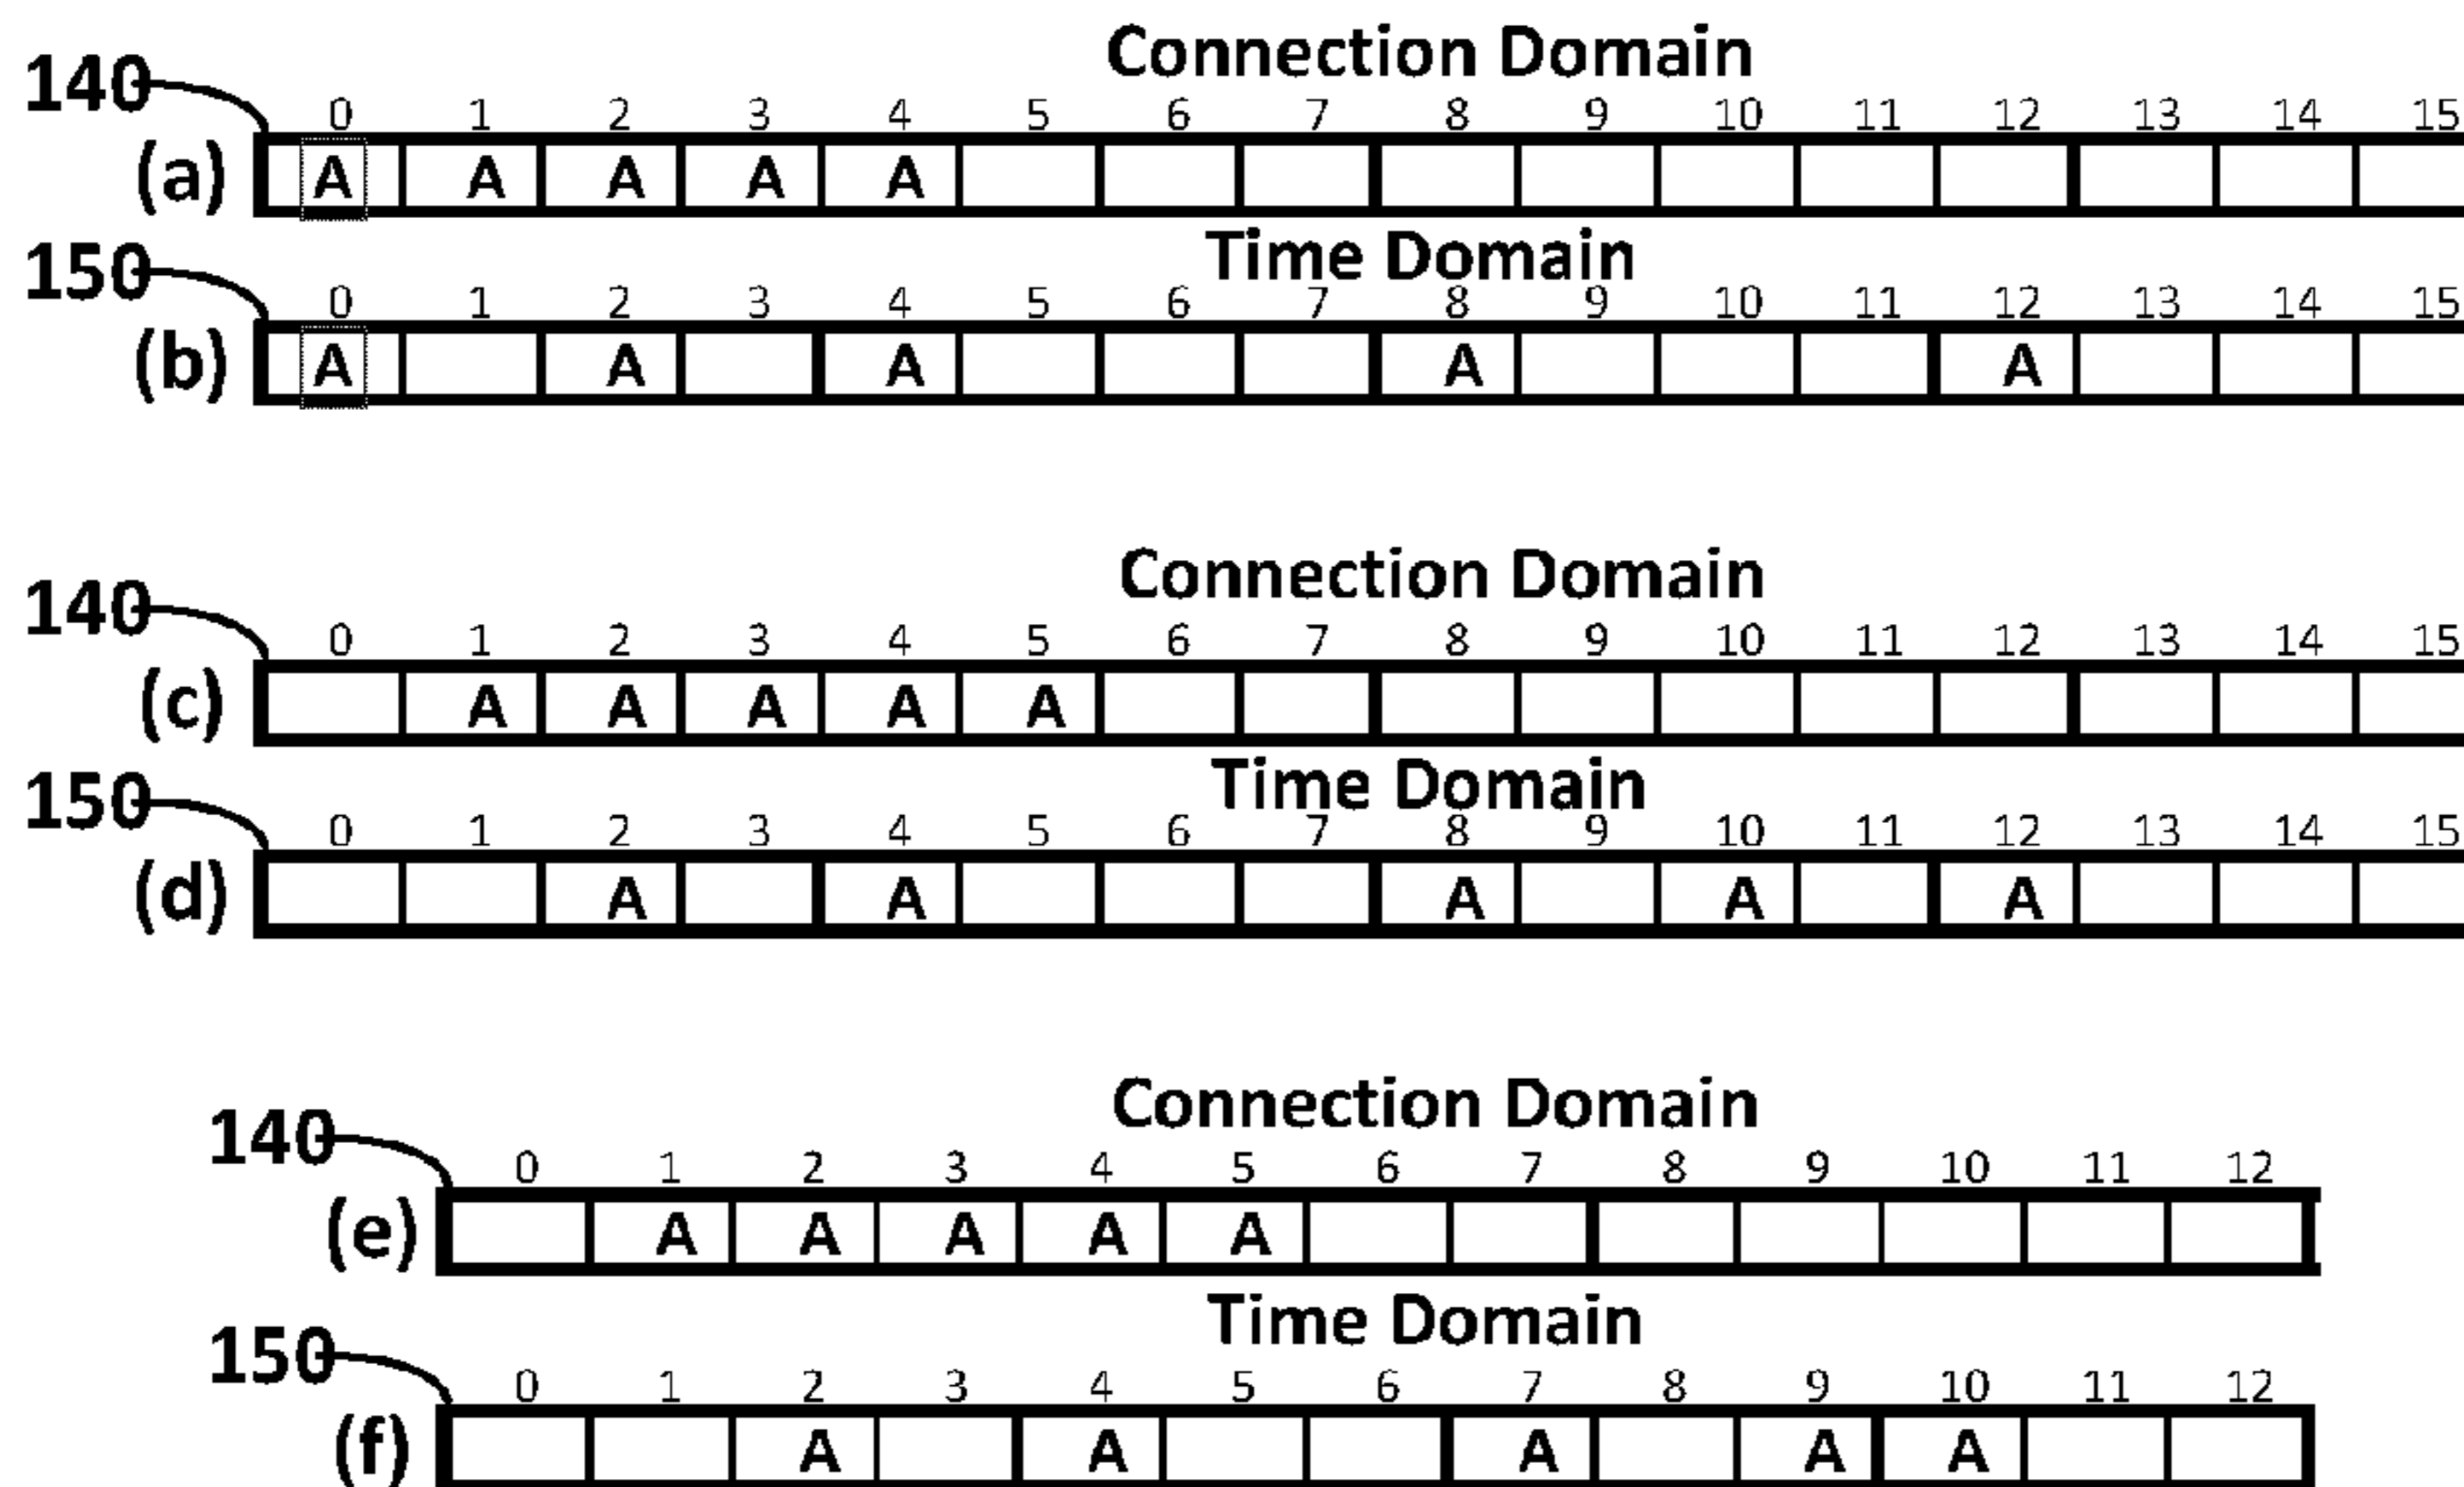 Connection Domain
140
0 1 2 3 4 5 6 7 8 9 10 11 12 13 14 15
(a) A A A A A
Time Domain
150
0 1 2 3 4 5 6 7 8 9 10 11 12 13 14 15
(b) A A A A A
Connection Domain
140
0 1 2 3 4 5 6 7 8 9 10 11 12 13 14 15
(c) A A A A A
Time Domain
150
0 1 2 3 4 5 6 7 8 9 10 11 12 13 14 15
(d) A A A A A
Connection Domain
140
0 1 2 3 4 5 6 7 8 9 10 11 12
(e) A A A A A
Time Domain
150
0 1 2 3 4 5 6 7 8 9 10 11 12
(f) A A A A A